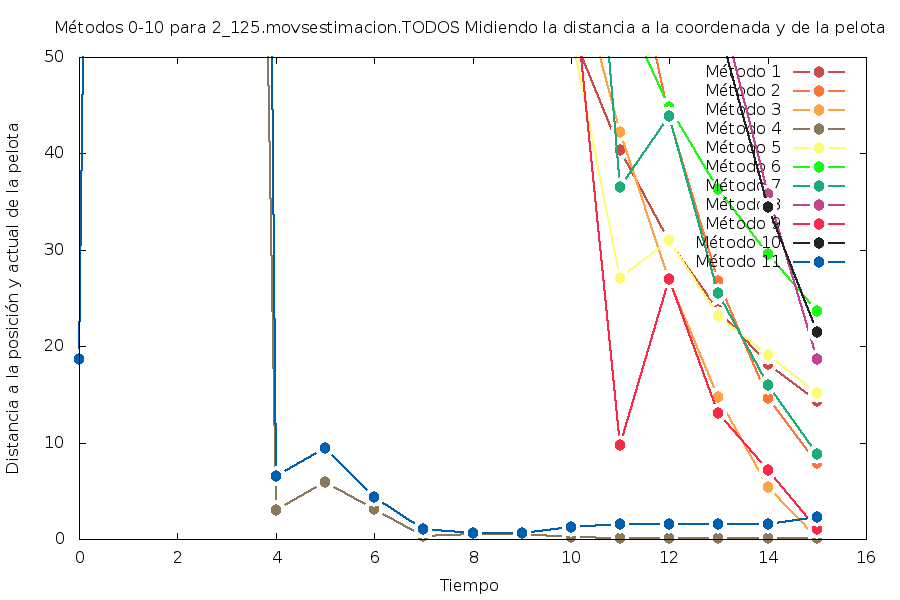 Métodos 0-10 para 2_125.movsestimacion.TODOS Midiendo la distancia a la coordenada y de la pelota
Distancia a la posición y actual de la pelota
50
40
30
20
10
0
Método 1
Método 2
Método 3
Método 4
Método 5
Método 6
Método 7
Método 8
Método 9
Método 10
Método 11
0 2 4 6 8 10 12 14 16
Tiempo